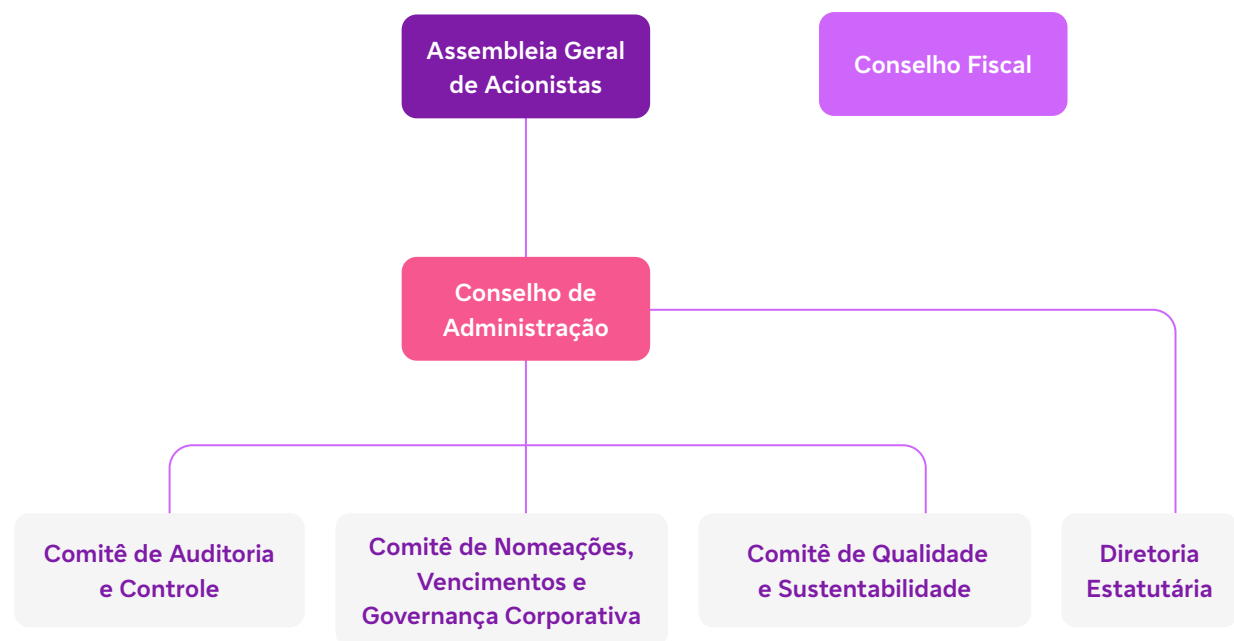 Assembleia Geral
de Acionistas
Conselho Fiscal
Conselho de
Administração
Comitê de Auditoria
e Controle
Comitê de Nomeações,
Vencimentos e
Governança Corporativa
Comitê de Qualidade
e Sustentabilidade
Diretoria
Estatutária